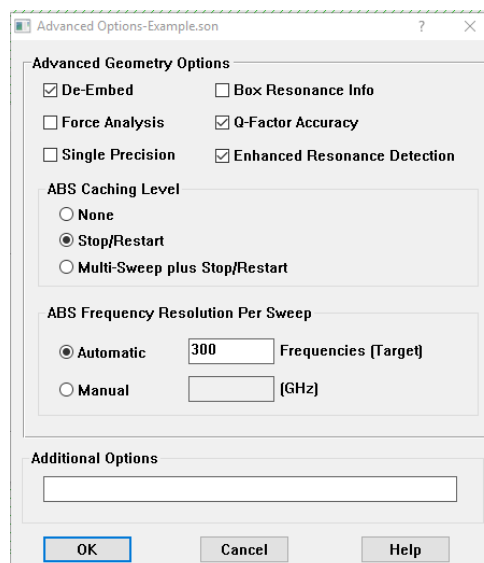 Advanced Options-Example.son ? ×
Advanced Geometry Options
De-Embed Box Resonance Info
Force Analysis Q-Factor Accuracy
Single Precision Enhanced Resonance Detection
ABS Caching Level
None
Stop/Restart
Multi-Sweep plus Stop/Restart
ABS Frequency Resolution Per Sweep
Automatic 300 Frequencies (Target)
Manual (GHz)
Additional Options
OK Cancel Help